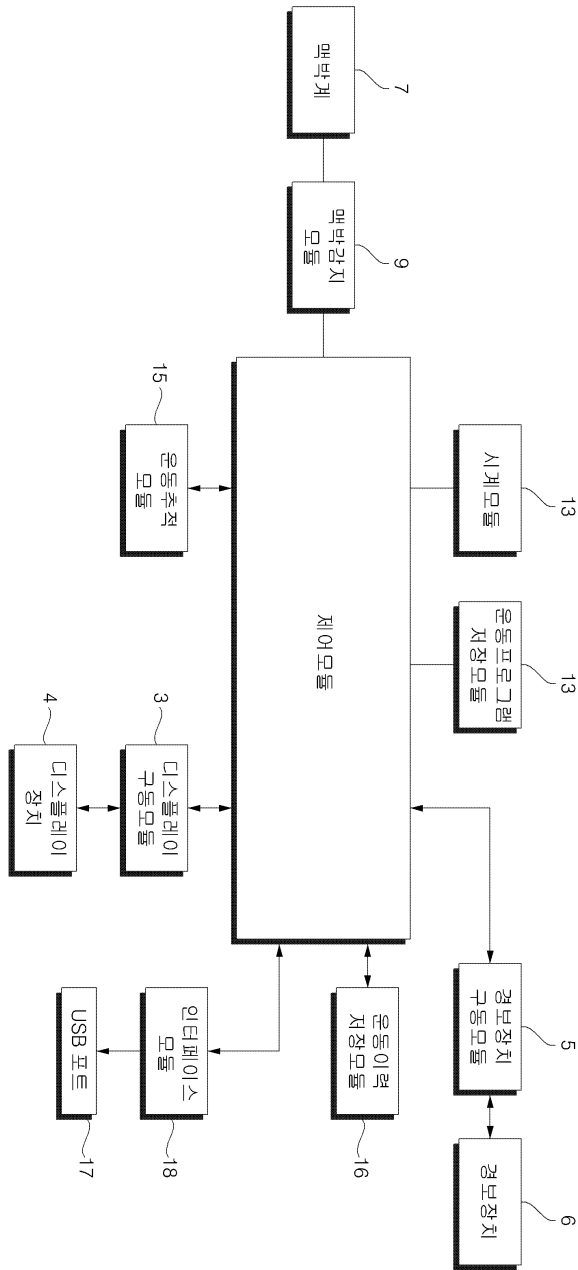 맥박계
7
맥박감지
모듈
9
제어모듈
시계모듈
13
운동프로그램
저장모듈
13
경보장치
구동모듈
5
경보장치
6
운동추적
모듈
15
디스플레이
구동모듈
3
디스플레이
장치
4
운동이력
저장모듈
16
인터페이스
모듈
18
USB 포트
17